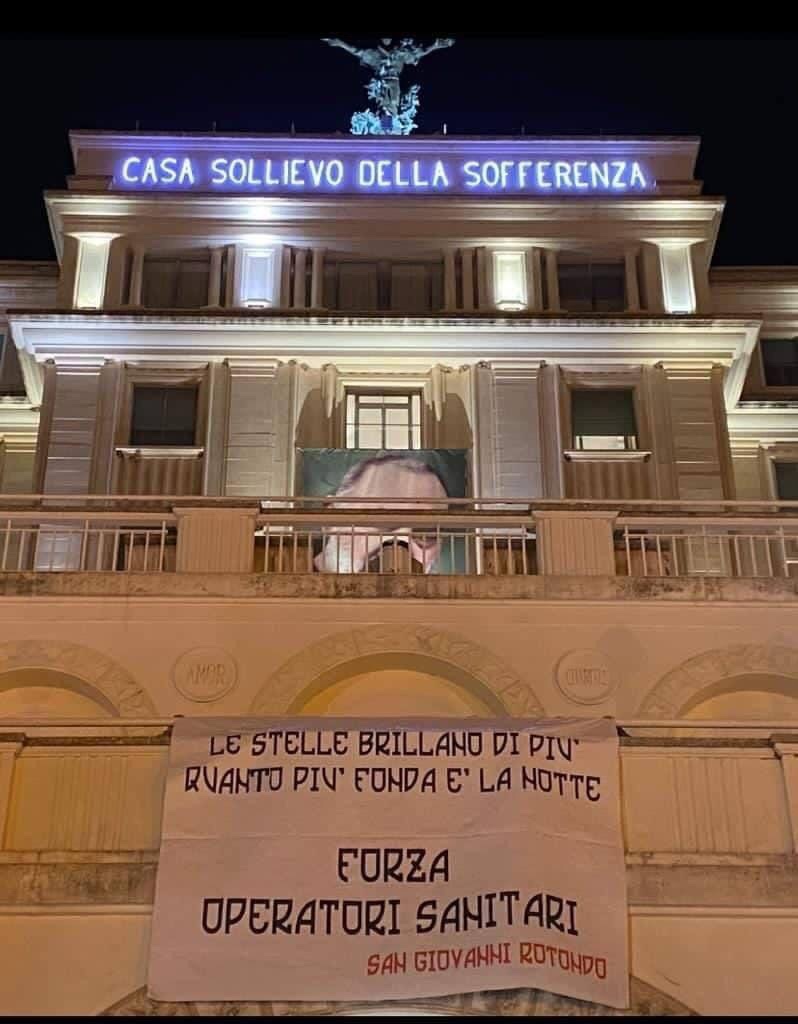 CASA SOLLIEVO DELLA SOFFERENZA
AMOR
LE STELLE BRILLANO DI PIU'
QUANTO PIU' FONDA E' LA NOTTE
FORZA
OPERATORI SANITARI
SAN GIOVANNI ROTONDO